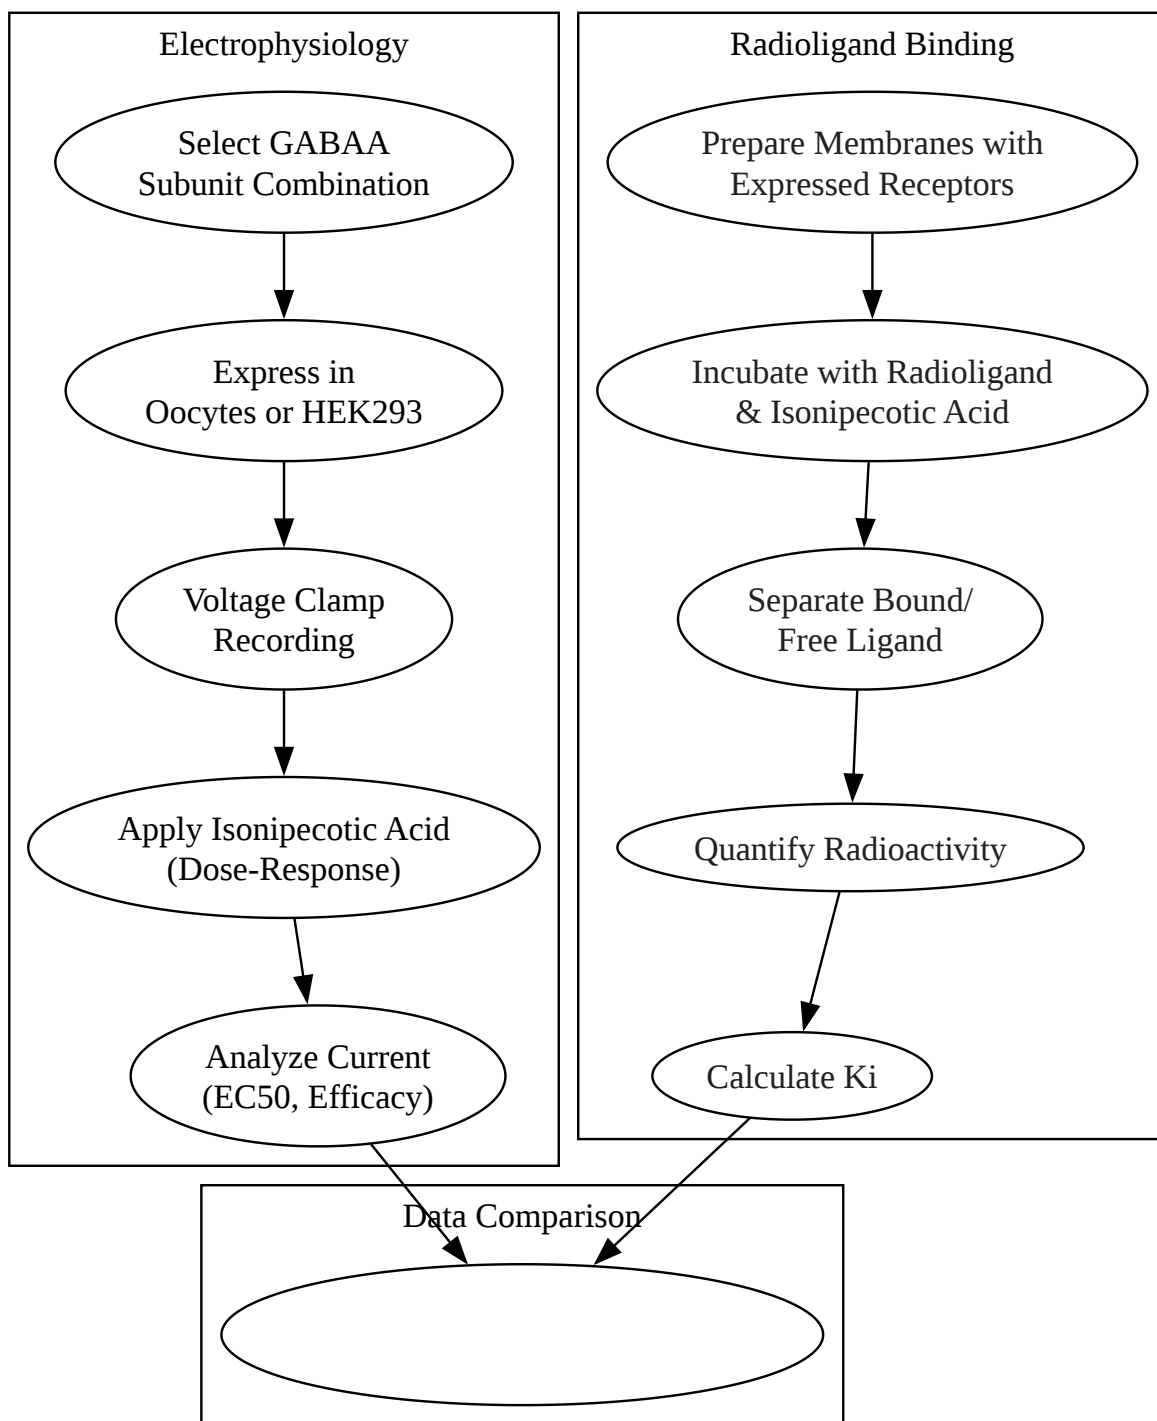 Electrophysiology
Select GABAA
Subunit Combination
Express in
Oocytes or HEK293
Voltage Clamp
Recording
Apply Isonipecotic Acid
(Dose-Response)
Analyze Current
(EC50, Efficacy)
Radioligand Binding
Prepare Membranes with
Expressed Receptors
Incubate with Radioligand
& Isonipecotic Acid
Separate Bound/
Free Ligand
Quantify Radioactivity
Calculate Ki
Data Comparison